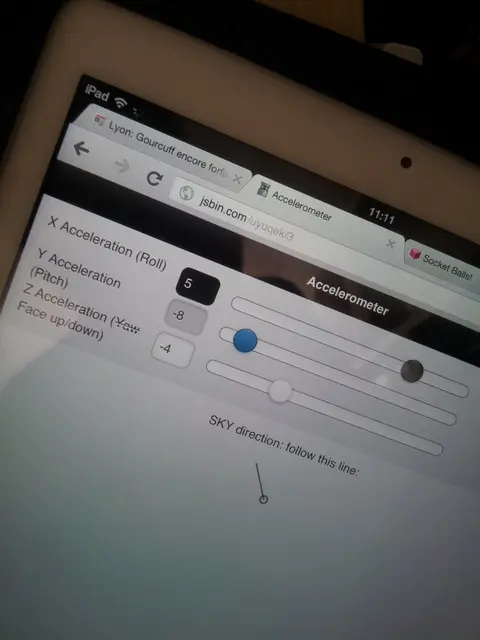 iPad
11:11
Lyon: Gourcuff encore forfa
Accelerometer
Socket Balls!
jsbin.com/uyuqek/3
Accelerometer
X Acceleration (Roll)
5
Y Acceleration
(Pitch)
-8
Z Acceleration (Yaw
Face up/down)
-4
SKY direction: follow this line: